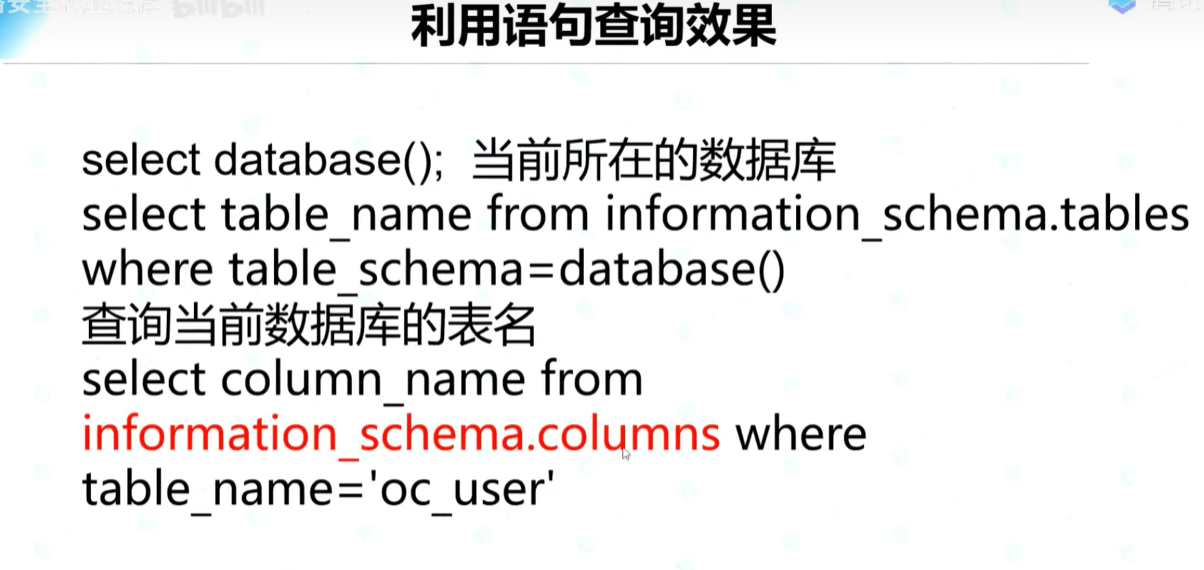 利用语句查询效果
select database(); 当前所在的数据库
select table_name from information_schema.tables
where table_schema=database()
查询当前数据库的表名
select column_name from
information_schema.columns where
table_name='oc_user'